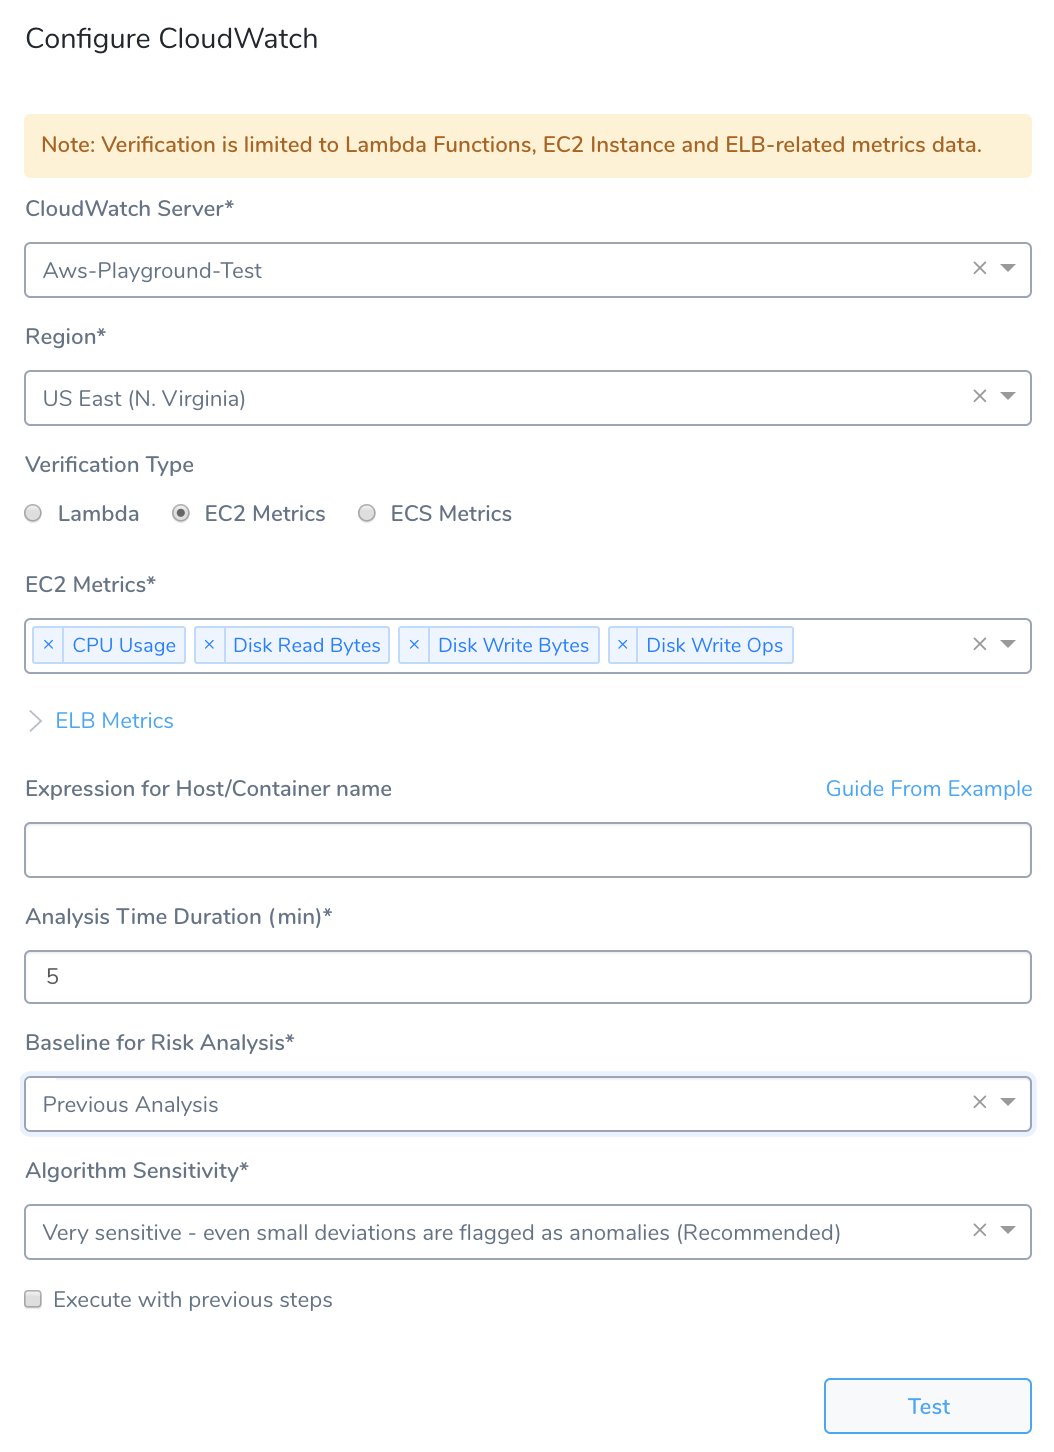 Configure CloudWatch
Note: Verification is limited to Lambda Functions, EC2 Instance and ELB-related metrics data.
CloudWatch Server*
Aws-Playground-Test
Region*
US East (N. Virginia)
Verification Type
Lambda EC2 Metrics ECS Metrics
EC2 Metrics*
× CPU Usage × Disk Read Bytes × Disk Write Bytes × Disk Write Ops
ELB Metrics
Expression for Host/Container name Guide From Example
Analysis Time Duration (min)*
5
Baseline for Risk Analysis*
Previous Analysis
Algorithm Sensitivity*
Very sensitive - even small deviations are flagged as anomalies (Recommended)
Execute with previous steps
Test